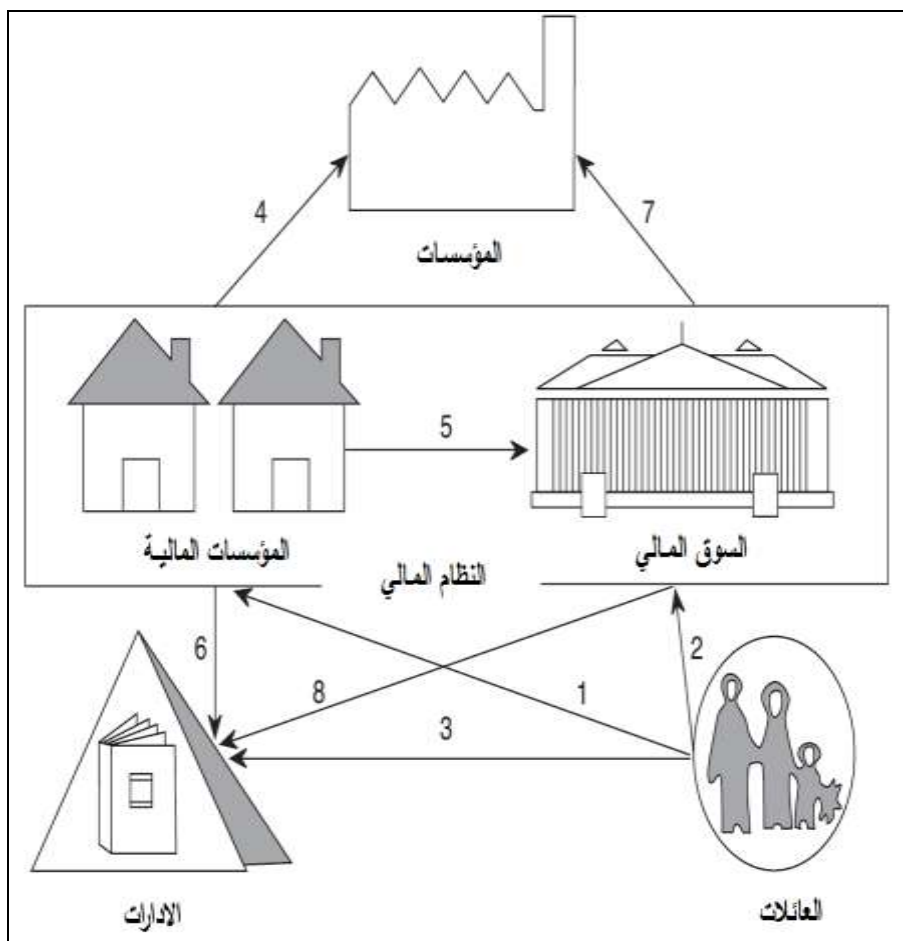 4
7
المؤسسات
5
المؤسسات المالية
السوق المالي
النظام المالي
6
8
1
2
3
الادارات
العائلات